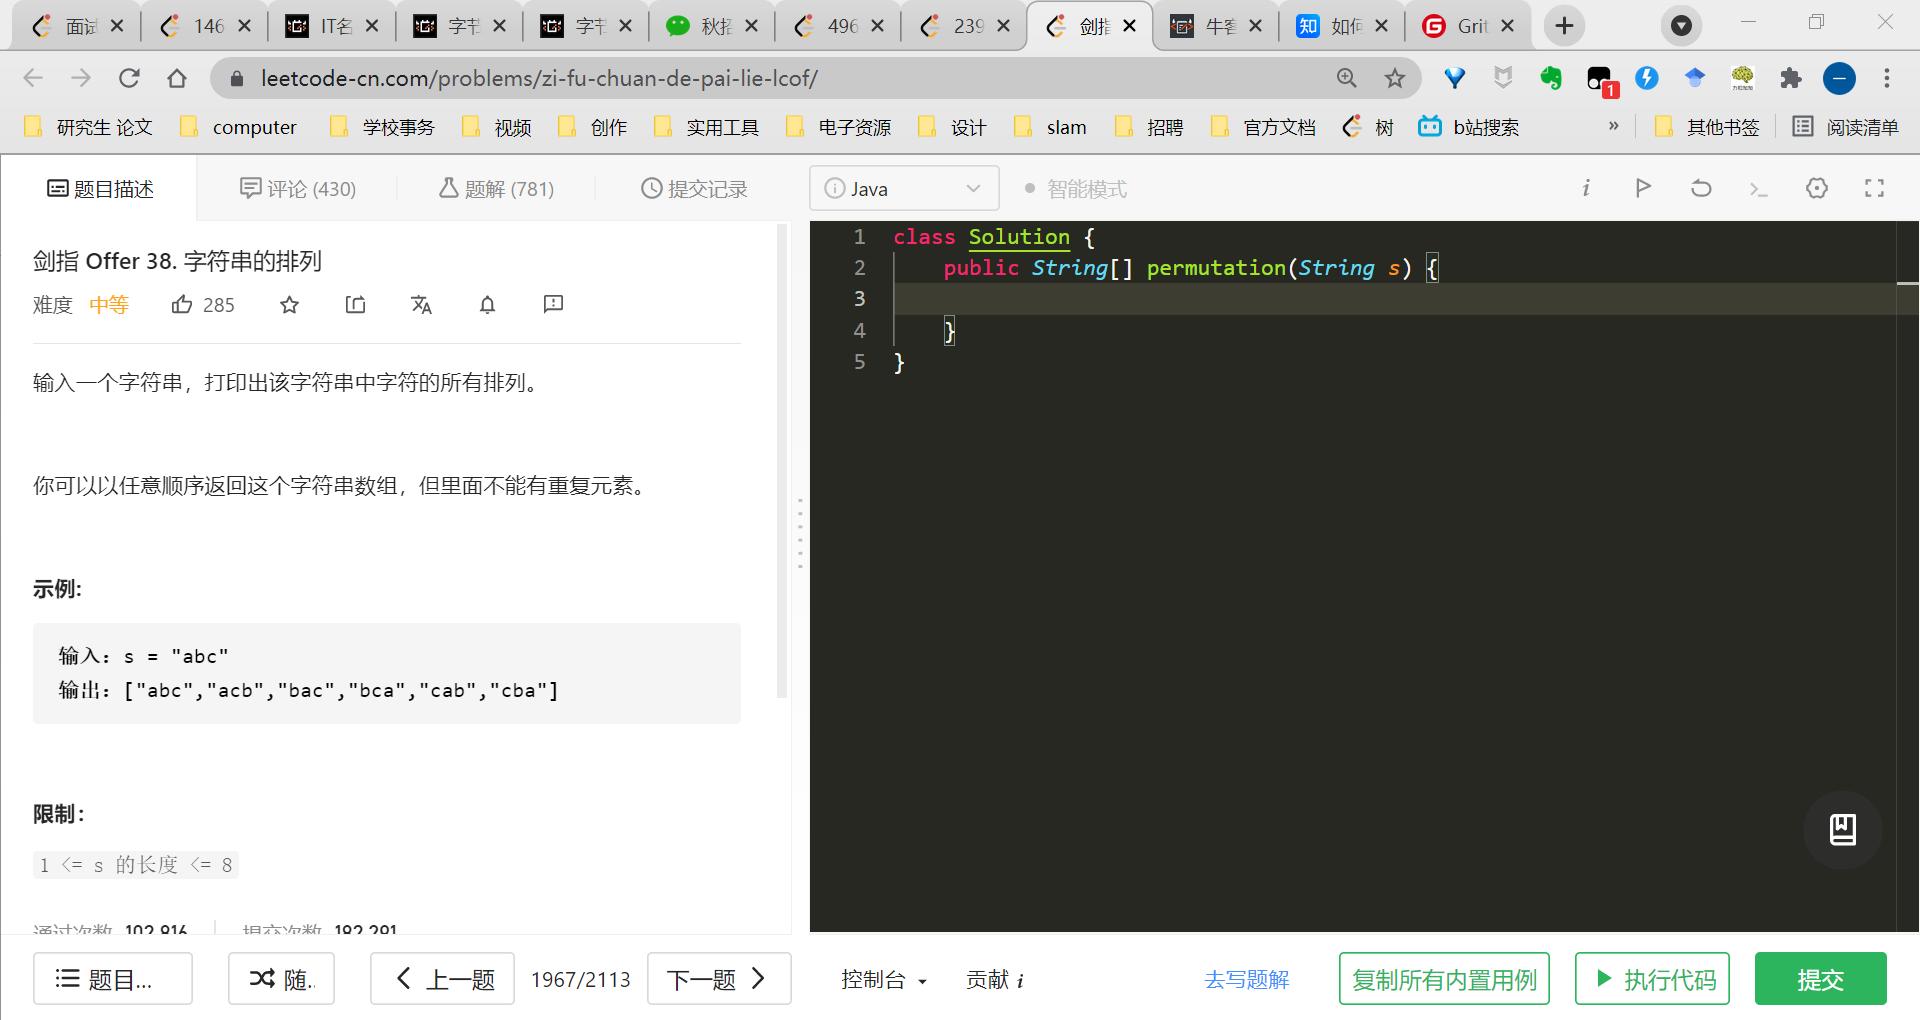 面试
146
IT名
字节
字节
秋招
496
239
剑指
牛客
如何
Grit
leetcode-cn.com/problems/zi-fu-chuan-de-pai-lie-lcof/
1
研究生 论文
computer
学校事务
视频
创作
实用工具
电子资源
设计
slam
招聘
官方文档
树
b站搜索
»
其他书签
阅读清单
题目描述
评论 (430)
题解 (781)
提交记录
Java
智能模式
剑指 Offer 38. 字符串的排列
难度 中等 285
输入一个字符串，打印出该字符串中字符的所有排列。
你可以以任意顺序返回这个字符串数组，但里面不能有重复元素。
示例:
输入：s = "abc"
输出：["abc","acb","bac","bca","cab","cba"]
限制：
1 <= s 的长度 <= 8
通过次数 102,816 提交次数 182,291
1 class Solution {
2 public String[] permutation(String s) {
3
4 }
5 }
题目...
随..
上一题
1967/2113
下一题
控制台
贡献 i
去写题解
复制所有内置用例
执行代码
提交